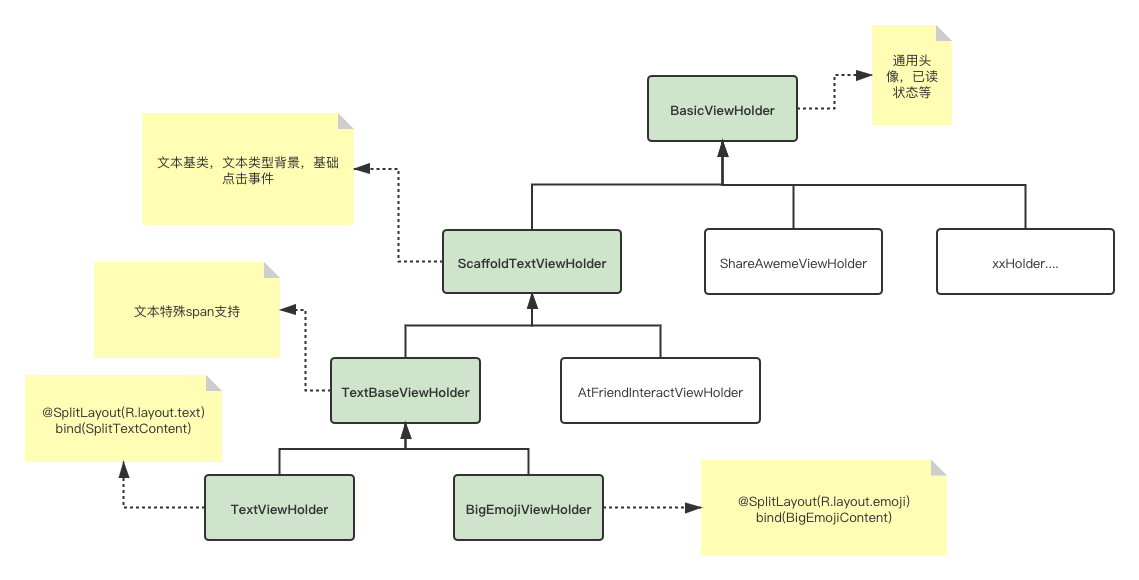 通用头
像，已读
状态等
BasicViewHolder
文本基类，文本类型背景，基础
点击事件
ScaffoldTextViewHolder
ShareAwemeViewHolder
xxHolder....
文本特殊span支持
TextBaseViewHolder
AtFriendInteractViewHolder
@SplitLayout(R.layout.text)
bind(SplitTextContent)
TextViewHolder
BigEmojiViewHolder
@SplitLayout(R.layout.emoji)
bind(BigEmojiContent)